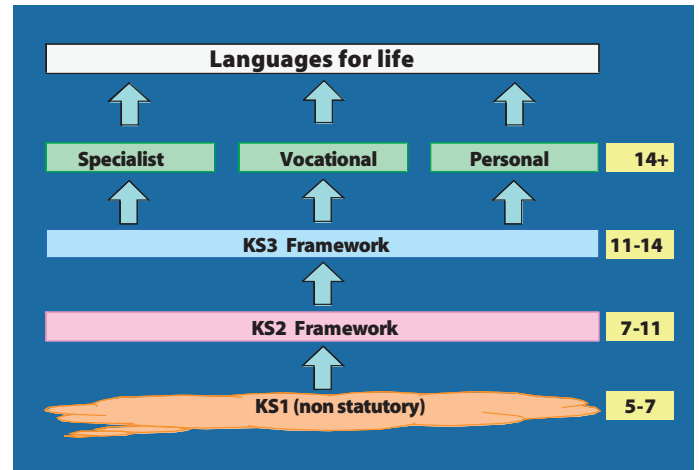 Languages for life
Specialist Vocational Personal 14+
KS3 Framework 11-14
KS2 Framework 7-11
KS1 (non statutory) 5-7